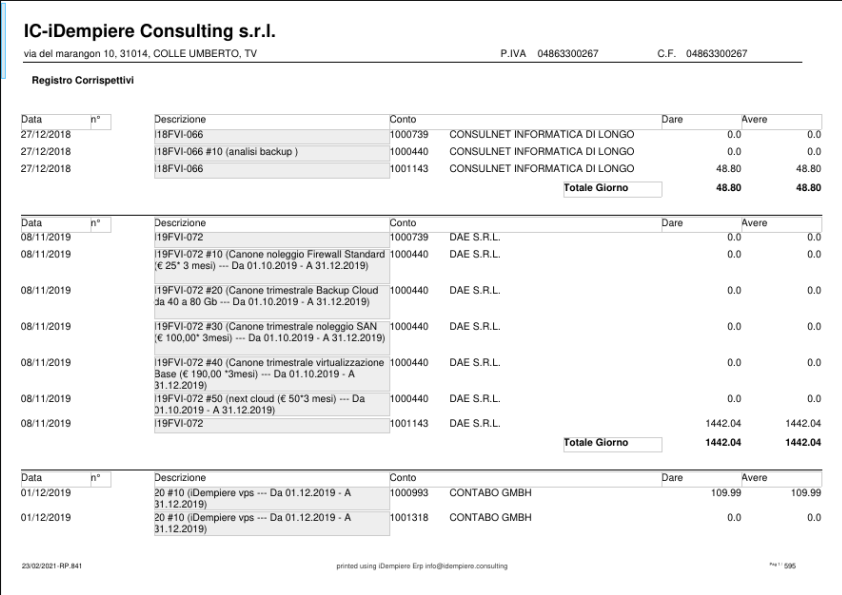 IC-iDempiere Consulting s.r.l.
via del marangon 10, 31014, COLLE UMBERTO, TV P.IVA 04863300267 C.F. 04863300267
Registro Corrispettivi
Data n° Descrizione Conto Dare Avere
27/12/2018 I18FVI-066 1000739 CONSULNET INFORMATICA DI LONGO 0.0 0.0
27/12/2018 I18FVI-066 #10 (analisi backup ) 1000440 CONSULNET INFORMATICA DI LONGO 0.0 0.0
27/12/2018 I18FVI-066 1001143 CONSULNET INFORMATICA DI LONGO 48.80 48.80
Totale Giorno 48.80 48.80
Data n° Descrizione Conto Dare Avere
08/11/2019 I19FVI-072 1000739 DAE S.R.L. 0.0 0.0
08/11/2019 I19FVI-072 #10 (Canone noleggio Firewall Standard 1000440 DAE S.R.L. 0.0 0.0
(€ 25* 3 mesi) --- Da 01.10.2019 - A 31.12.2019)
08/11/2019 I19FVI-072 #20 (Canone trimestrale Backup Cloud 1000440 DAE S.R.L. 0.0 0.0
da 40 a 80 Gb --- Da 01.10.2019 - A 31.12.2019)
08/11/2019 I19FVI-072 #30 (Canone trimestrale noleggio SAN 1000440 DAE S.R.L. 0.0 0.0
(€ 100,00* 3mesi) --- Da 01.10.2019 - A 31.12.2019)
08/11/2019 I19FVI-072 #40 (Canone trimestrale virtualizzazione 1000440 DAE S.R.L. 0.0 0.0
Base (€ 190,00 *3mesi) --- Da 01.10.2019 - A
31.12.2019)
08/11/2019 I19FVI-072 #50 (next cloud (€ 50*3 mesi) --- Da 1000440 DAE S.R.L. 0.0 0.0
01.10.2019 - A 31.12.2019)
08/11/2019 I19FVI-072 1001143 DAE S.R.L. 1442.04 1442.04
Totale Giorno 1442.04 1442.04
Data n° Descrizione Conto Dare Avere
01/12/2019 20 #10 (iDempiere vps --- Da 01.12.2019 - A 1000993 CONTABO GMBH 109.99 109.99
31.12.2019)
01/12/2019 20 #10 (iDempiere vps --- Da 01.12.2019 - A 1001318 CONTABO GMBH 0.0 0.0
31.12.2019)
23/02/2021-RP.841 printed using iDempiere Erp info@idempiere.consulting Pag 1 / 595